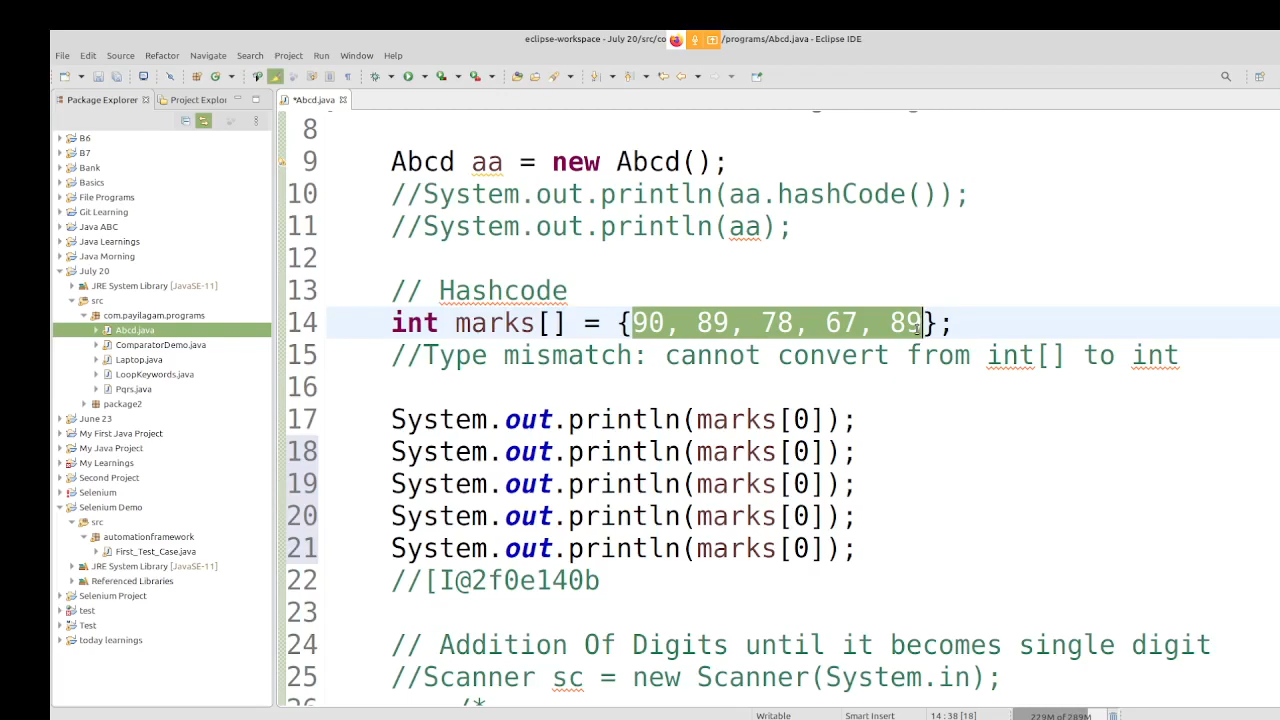 eclipse-workspace - July 20/src/co /programs/Abcd.java - Eclipse IDE
File Edit Source Refactor Navigate Search Project Run Window Help
Package Explorer Project Explor
*Abcd.java
B6
B7
Bank
Basics
File Programs
Git Learning
Java ABC
Java Learnings
Java Morning
July 20
JRE System Library [JavaSE-11]
src
com.payilagam.programs
Abcd.java
ComparatorDemo.java
Laptop.java
LoopKeywords.java
Pqrs.java
package2
June 23
My First Java Project
My Java Project
My Learnings
Second Project
Selenium
Selenium Demo
src
automationframework
First_Test_Case.java
JRE System Library [JavaSE-11]
Referenced Libraries
Selenium Project
test
Test
today learnings
8
9 Abcd aa = new Abcd();
10 //System.out.println(aa.hashCode());
11 //System.out.println(aa);
12
13 // Hashcode
14 int marks[] = {90, 89, 78, 67, 89};
15 //Type mismatch: cannot convert from int[] to int
16
17 System.out.println(marks[0]);
18 System.out.println(marks[0]);
19 System.out.println(marks[0]);
20 System.out.println(marks[0]);
21 System.out.println(marks[0]);
22 //[I@2f0e140b
23
24 // Addition Of Digits until it becomes single digit
25 //Scanner sc = new Scanner(System.in);
26 /*
Writable Smart Insert 14:38 [18] 229M of 289M